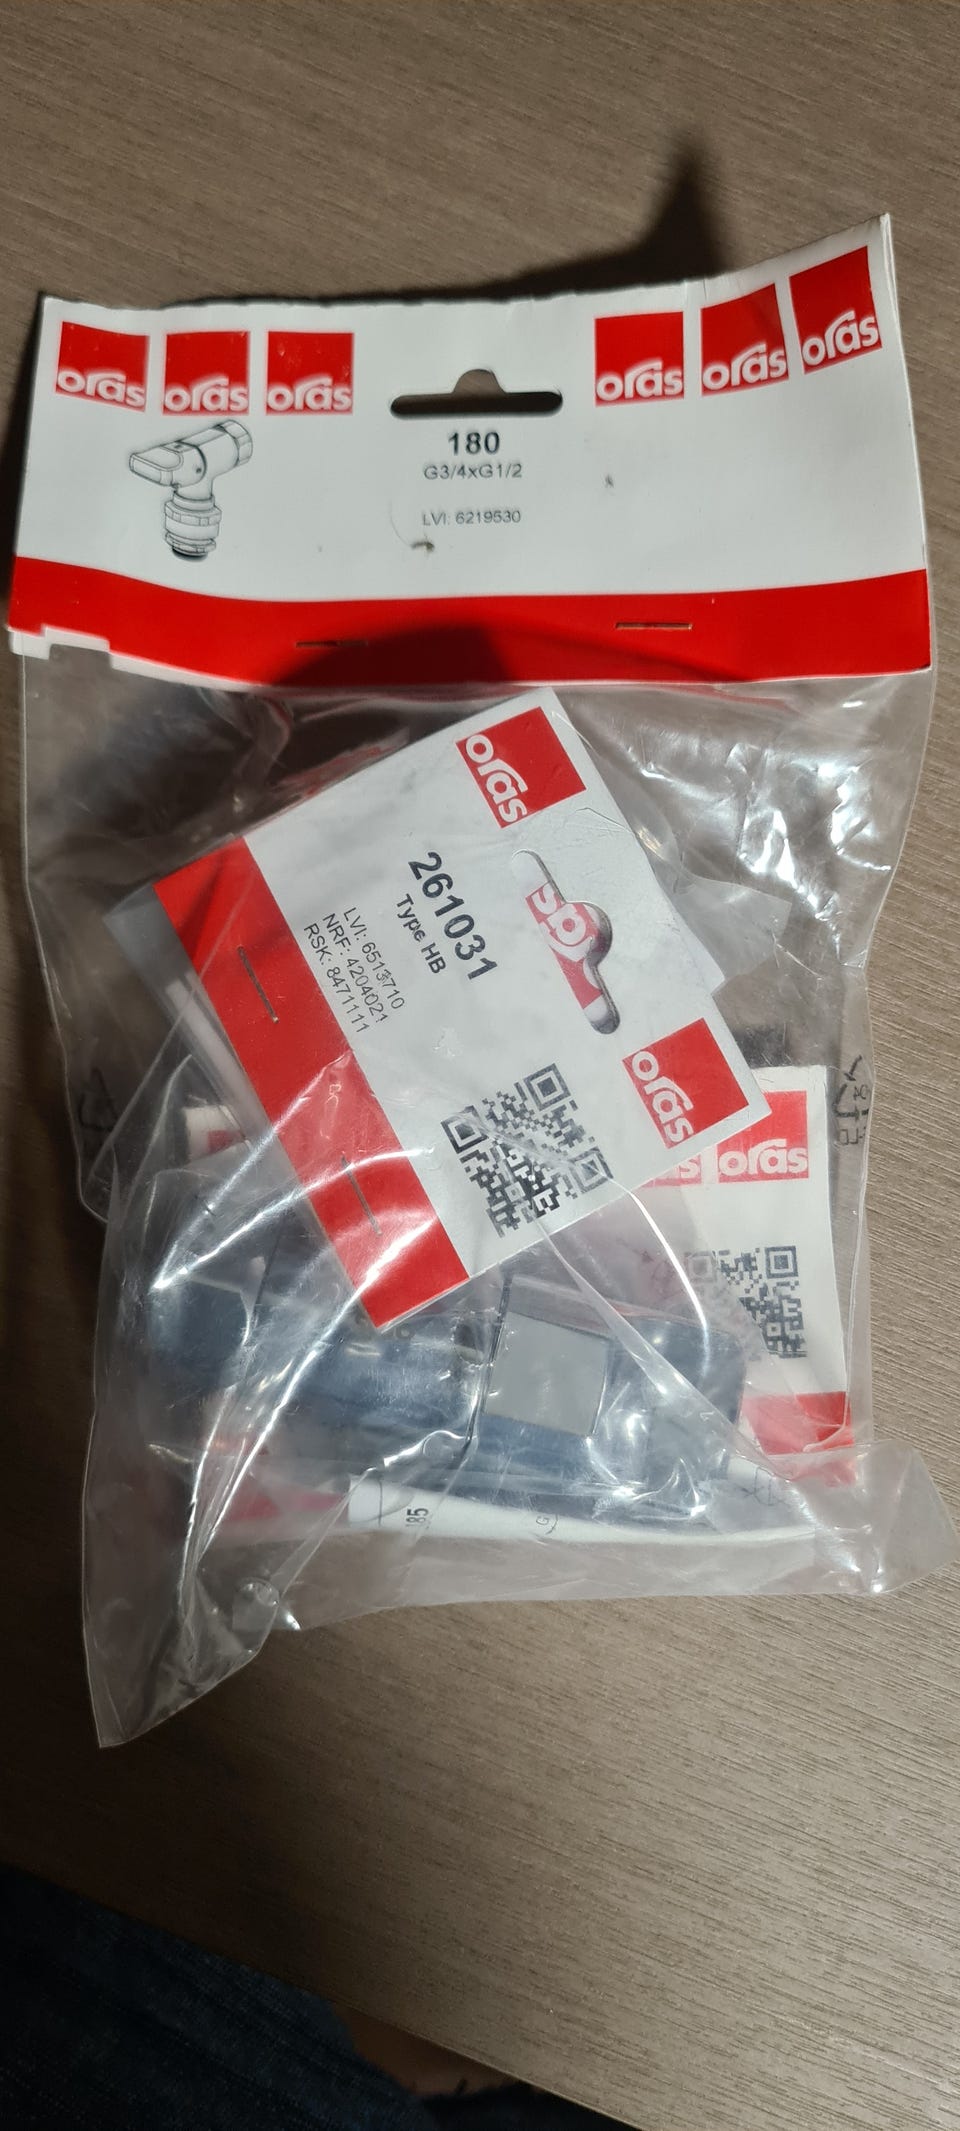 oras oras oras oras oras oras
180
G3/4xG1/2
LVI: 6219530
oras
261031
Type HB
LVI: 6513710
NRF: 4204021
RSK: 8471111
oras
oras